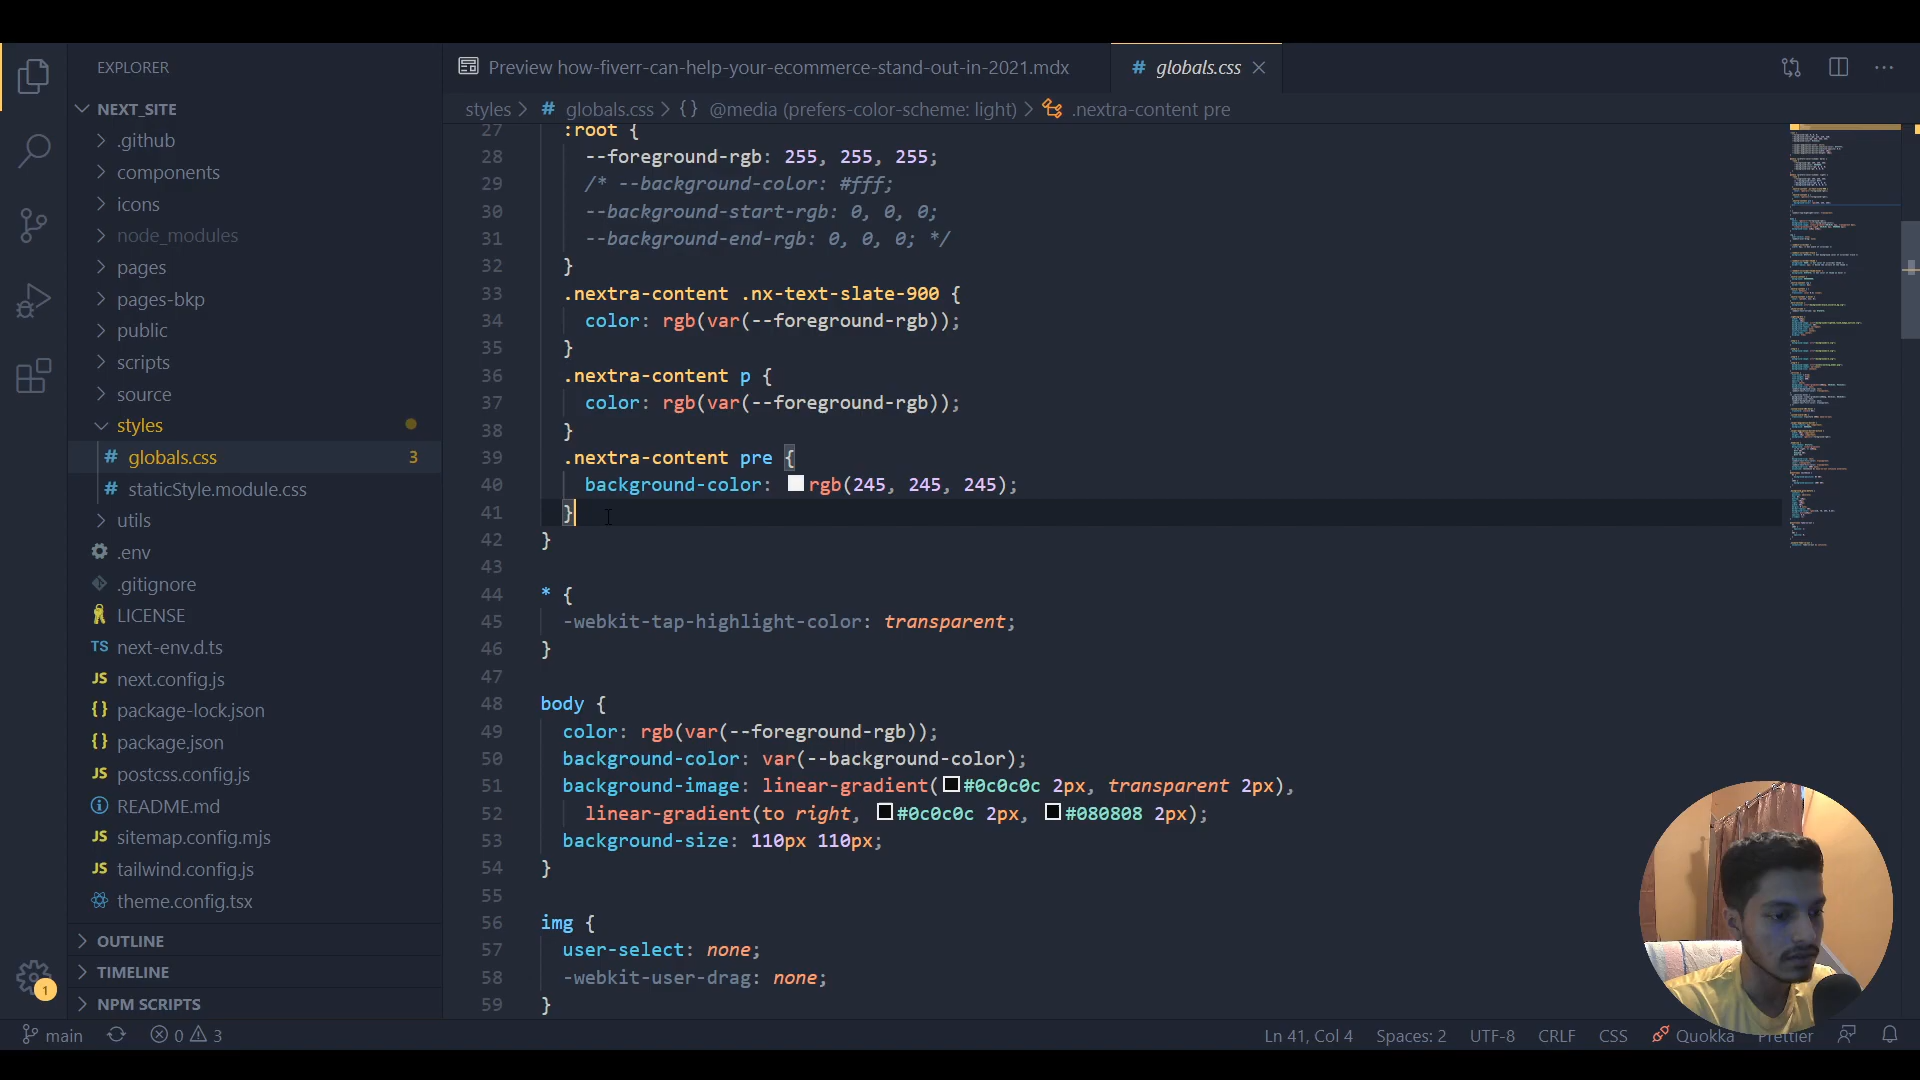 EXPLORER
NEXT_SITE
.github
components
icons
node_modules
pages
pages-bkp
public
scripts
source
styles
# globals.css 3
# staticStyle.module.css
utils
.env
.gitignore
LICENSE
TS next-env.d.ts
JS next.config.js
{} package-lock.json
{} package.json
JS postcss.config.js
README.md
JS sitemap.config.mjs
JS tailwind.config.js
theme.config.tsx
OUTLINE
TIMELINE
NPM SCRIPTS
1
Preview how-fiverr-can-help-your-ecommerce-stand-out-in-2021.mdx
# globals.css
styles > # globals.css > {} @media (prefers-color-scheme: light) > .nextra-content pre
27 :root {
28 --foreground-rgb: 255, 255, 255;
29 /* --background-color: #fff;
30 --background-start-rgb: 0, 0, 0;
31 --background-end-rgb: 0, 0, 0; */
32 }
33 .nextra-content .nx-text-slate-900 {
34 color: rgb(var(--foreground-rgb));
35 }
36 .nextra-content p {
37 color: rgb(var(--foreground-rgb));
38 }
39 .nextra-content pre {
40 background-color: rgb(245, 245, 245);
41 }
42 }
43
44 * {
45 -webkit-tap-highlight-color: transparent;
46 }
47
48 body {
49 color: rgb(var(--foreground-rgb));
50 background-color: var(--background-color);
51 background-image: linear-gradient(#0c0c0c 2px, transparent 2px),
52 linear-gradient(to right, #0c0c0c 2px, #080808 2px);
53 background-size: 110px 110px;
54 }
55
56 img {
57 user-select: none;
58 -webkit-user-drag: none;
59 }
main 0 3 Ln 41, Col 4 Spaces: 2 UTF-8 CRLF CSS Quokka Prettier